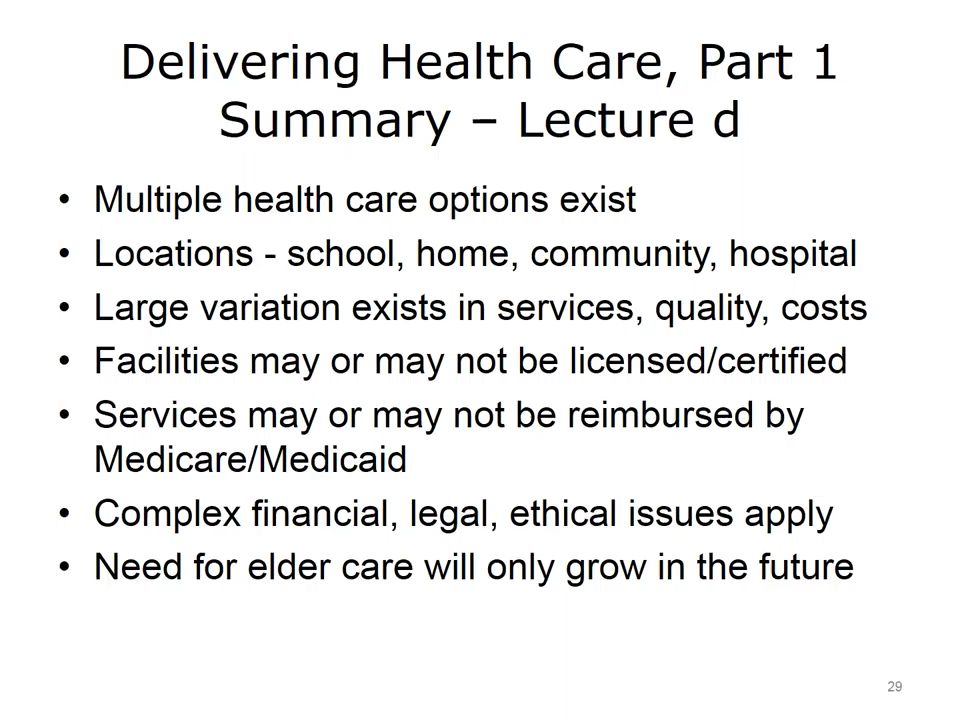 Delivering Health Care, Part 1
Summary – Lecture d
• Multiple health care options exist
• Locations - school, home, community, hospital
• Large variation exists in services, quality, costs
• Facilities may or may not be licensed/certified
• Services may or may not be reimbursed by
Medicare/Medicaid
• Complex financial, legal, ethical issues apply
• Need for elder care will only grow in the future
29